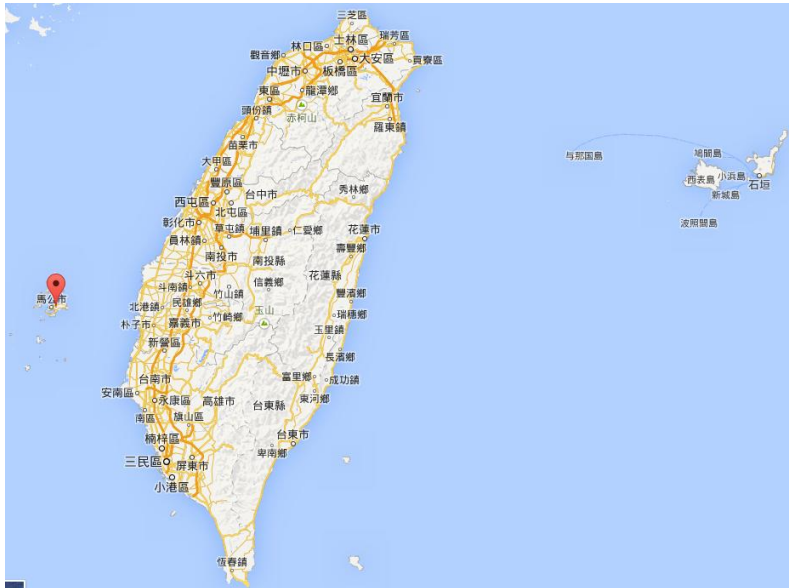 三芝區
士林區
瑞芳區
林口區
觀音鄉
大安區
貢寮區
中壢市
板橋區
東區
龍潭鄉
宜蘭市
頭份鎮
赤柯山
羅東鎮
苗栗市
与那国島
鳩間島
大甲區
小浜島
西表島
石垣
豐原區
台中市
秀林鄉
新城島
西屯區
北屯區
彰化市
草屯鎮
埔里鎮
仁愛鄉
花蓮市
波照間島
員林鎮
壽豐鄉
南投市
南投縣
斗六市
花蓮縣
信義鄉
斗南鎮
竹山鎮
豐濱鄉
馬公市
北港鎮
民雄鄉
玉山
瑞穗鄉
朴子市
嘉義市
竹崎鄉
玉里鎮
新營區
長濱鄉
台南市
富里鄉
成功鎮
安南區
永康區
高雄市
台東縣
東河鄉
南區
旗山區
楠梓區
台東市
卑南鄉
三民區
屏東市
小港區
恆春鎮